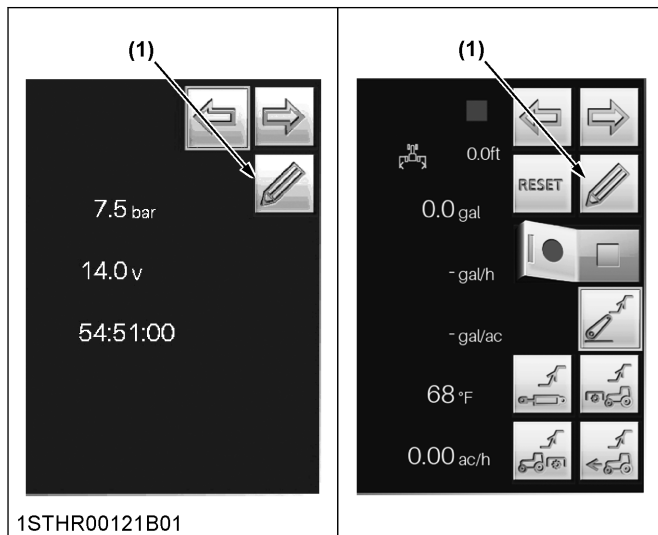 (1)
7.5 bar
14.0 v
54:51:00
(1)
0.0ft
RESET
0.0 gal
- gal/h
- gal/ac
68 °F
0.00 ac/h
1STHR00121B01